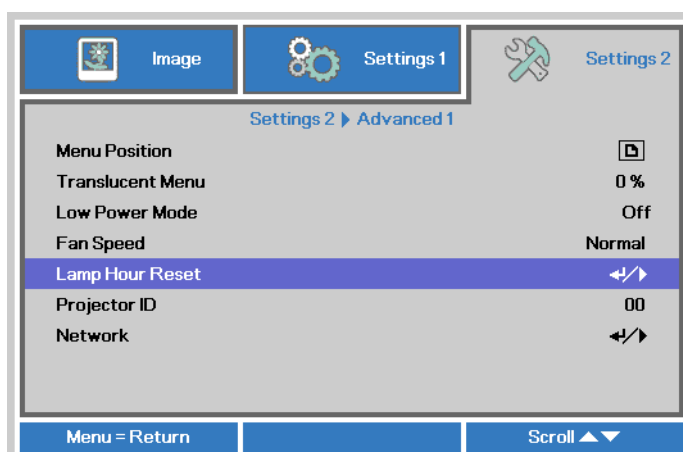 Image Settings 1 Settings 2
Settings 2 ▶ Advanced 1
Menu Position
Translucent Menu 0 %
Low Power Mode Off
Fan Speed Normal
Lamp Hour Reset ↵/▶
Projector ID 00
Network ↵/▶
Menu = Return Scroll ▲▼